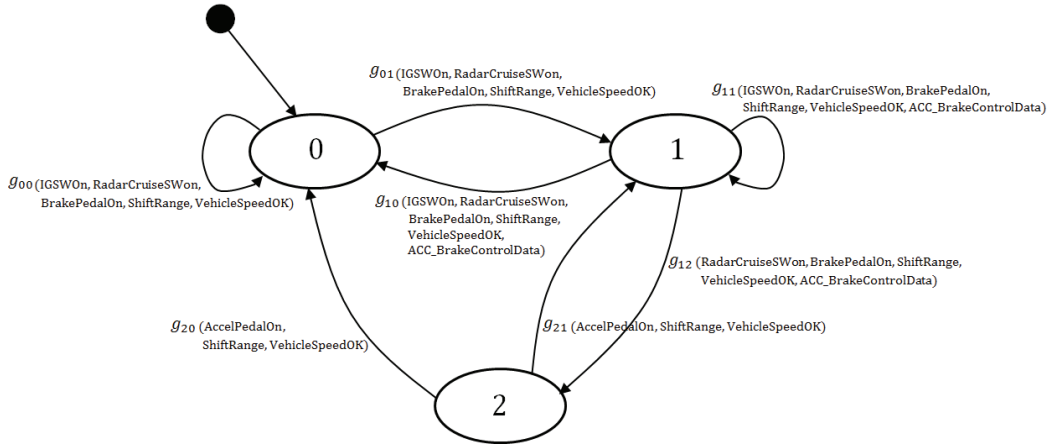 g01 (IGSWOn, RadarCruiseSWon,
BrakePedalOn, ShiftRange, VehicleSpeedOK)
g11 (IGSWOn, RadarCruiseSWon, BrakePedalOn,
ShiftRange, VehicleSpeedOK, ACC_BrakeControlData)
0
1
g00 (IGSWOn, RadarCruiseSWon,
BrakePedalOn, ShiftRange, VehicleSpeedOK)
g10 (IGSWOn, RadarCruiseSWon,
BrakePedalOn, ShiftRange,
VehicleSpeedOK,
ACC_BrakeControlData)
g12 (RadarCruiseSWon, BrakePedalOn, ShiftRange,
VehicleSpeedOK, ACC_BrakeControlData)
g20 (AccelPedalOn,
ShiftRange, VehicleSpeedOK)
g21 (AccelPedalOn, ShiftRange, VehicleSpeedOK)
2